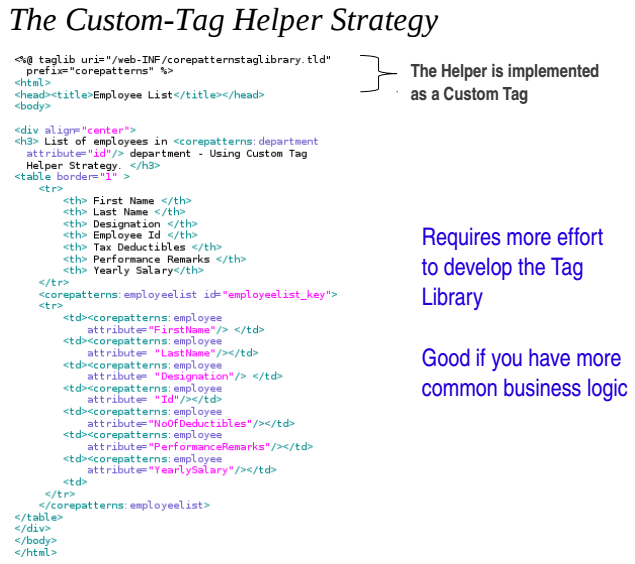 The Custom-Tag Helper Strategy
<%@ taglib uri="/web-INF/corepatternstaglibrary.tld"
prefix="corepatterns" %>
<html>
<head><title>Employee List</title></head>
<body>
The Helper is implemented
as a Custom Tag
<div align="center">
<h3> List of employees in <corepatterns:department
attribute="id"/> department - Using Custom Tag
Helper Strategy. </h3>
<table border="1" >
<tr>
<th> First Name </th>
<th> Last Name </th>
<th> Designation </th>
<th> Employee Id </th>
<th> Tax Deductibles </th>
<th> Performance Remarks </th>
<th> Yearly Salary</th>
</tr>
<corepatterns:employeelist id="employeelist_key">
<tr>
<td><corepatterns:employee
attribute="FirstName"/> </td>
<td><corepatterns:employee
attribute= "LastName"/></td>
<td><corepatterns:employee
attribute= "Designation"/> </td>
<td><corepatterns:employee
attribute= "Id"/></td>
<td><corepatterns:employee
attribute="NoOfDeductibles"/></td>
<td><corepatterns:employee
attribute="PerformanceRemarks"/></td>
<td><corepatterns:employee
attribute="YearlySalary"/></td>
<td>
</tr>
</corepatterns:employeelist>
</table>
</div>
</body>
</html>
Requires more effort
to develop the Tag
Library
Good if you have more
common business logic